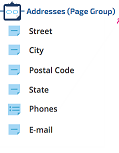 Addresses (Page Group)
Street
City
Postal Code
State
Phones
E-mail